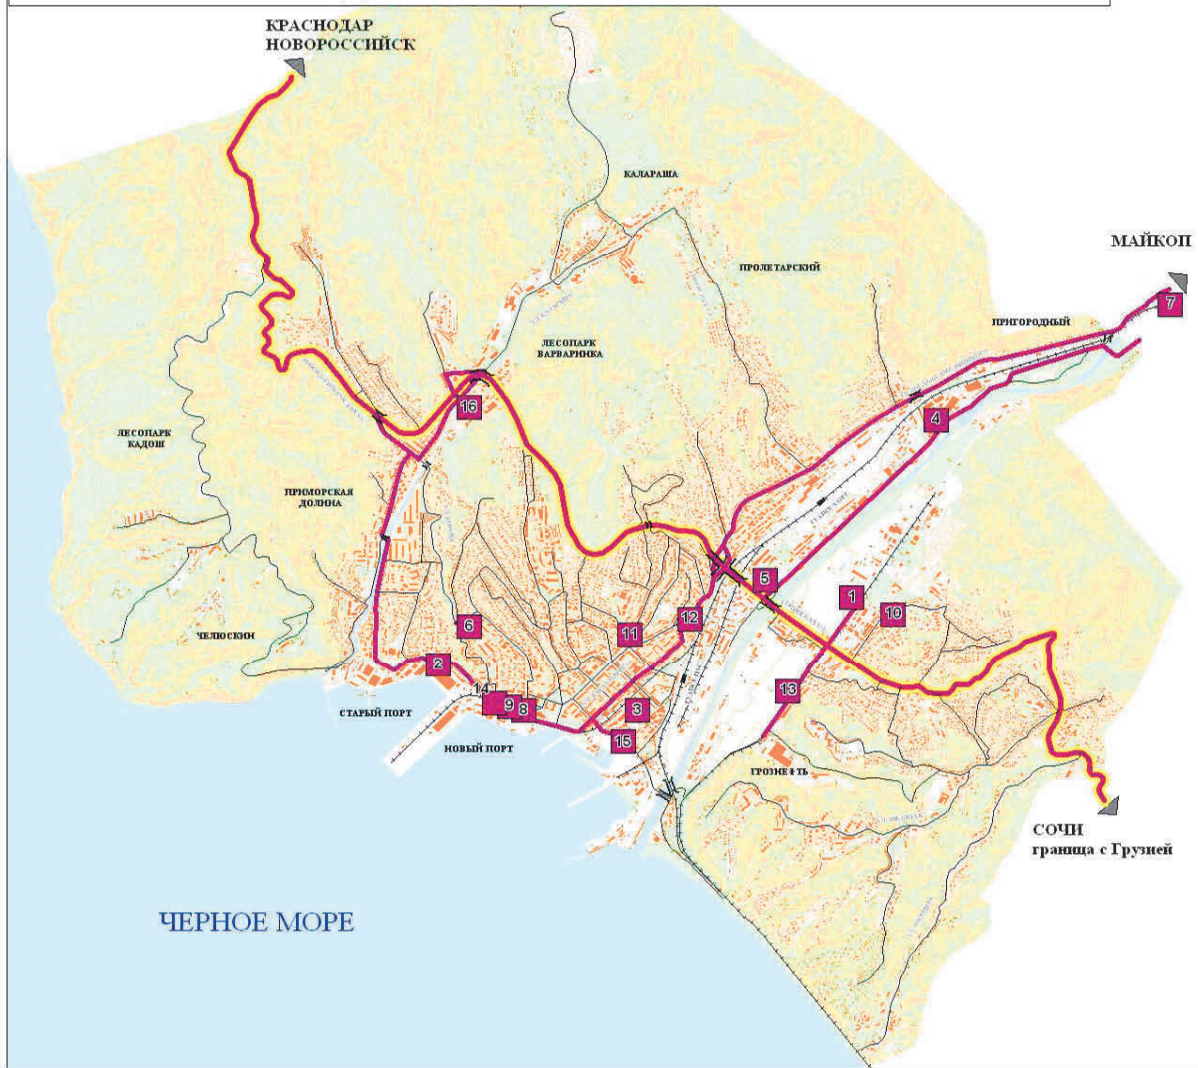 КРАСНОДАР
НОВОРОССИЙСК
КАЛАРАША
МАЙКОП
ПРОЛЕТАРСКИЙ
7
ПРИГОРОДНЫЙ
ЛЕСОПАРК
ВАРВАРИНКА
16
4
ЛЕСОПАРК
КАДОШ
ПРИМОРСКАЯ
ДОЛИНА
5
1
10
12
6
11
ЧЕЛЮСКИН
2
14
13
9
8
3
СТАРЫЙ ПОРТ
15
НОВЫЙ ПОРТ
ГРОЗНЕФТЬ
СОЧИ
граница с Грузией
ЧЕРНОЕ МОРЕ